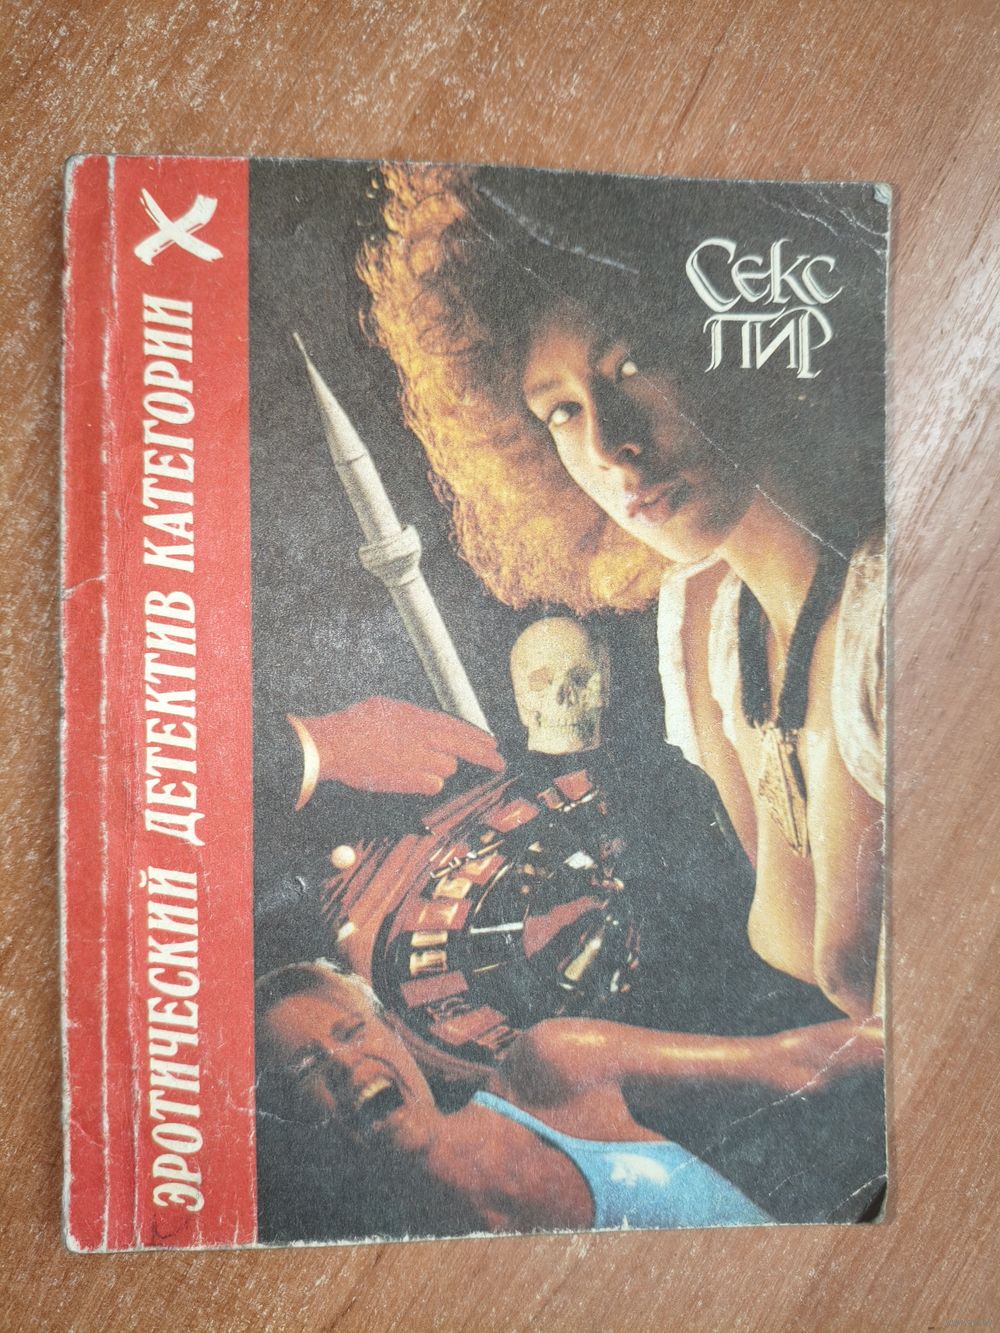 ЭРОТИЧЕСКИЙ ДЕТЕКТИВ КАТЕГОРИИ X
СЕКС
ПИР